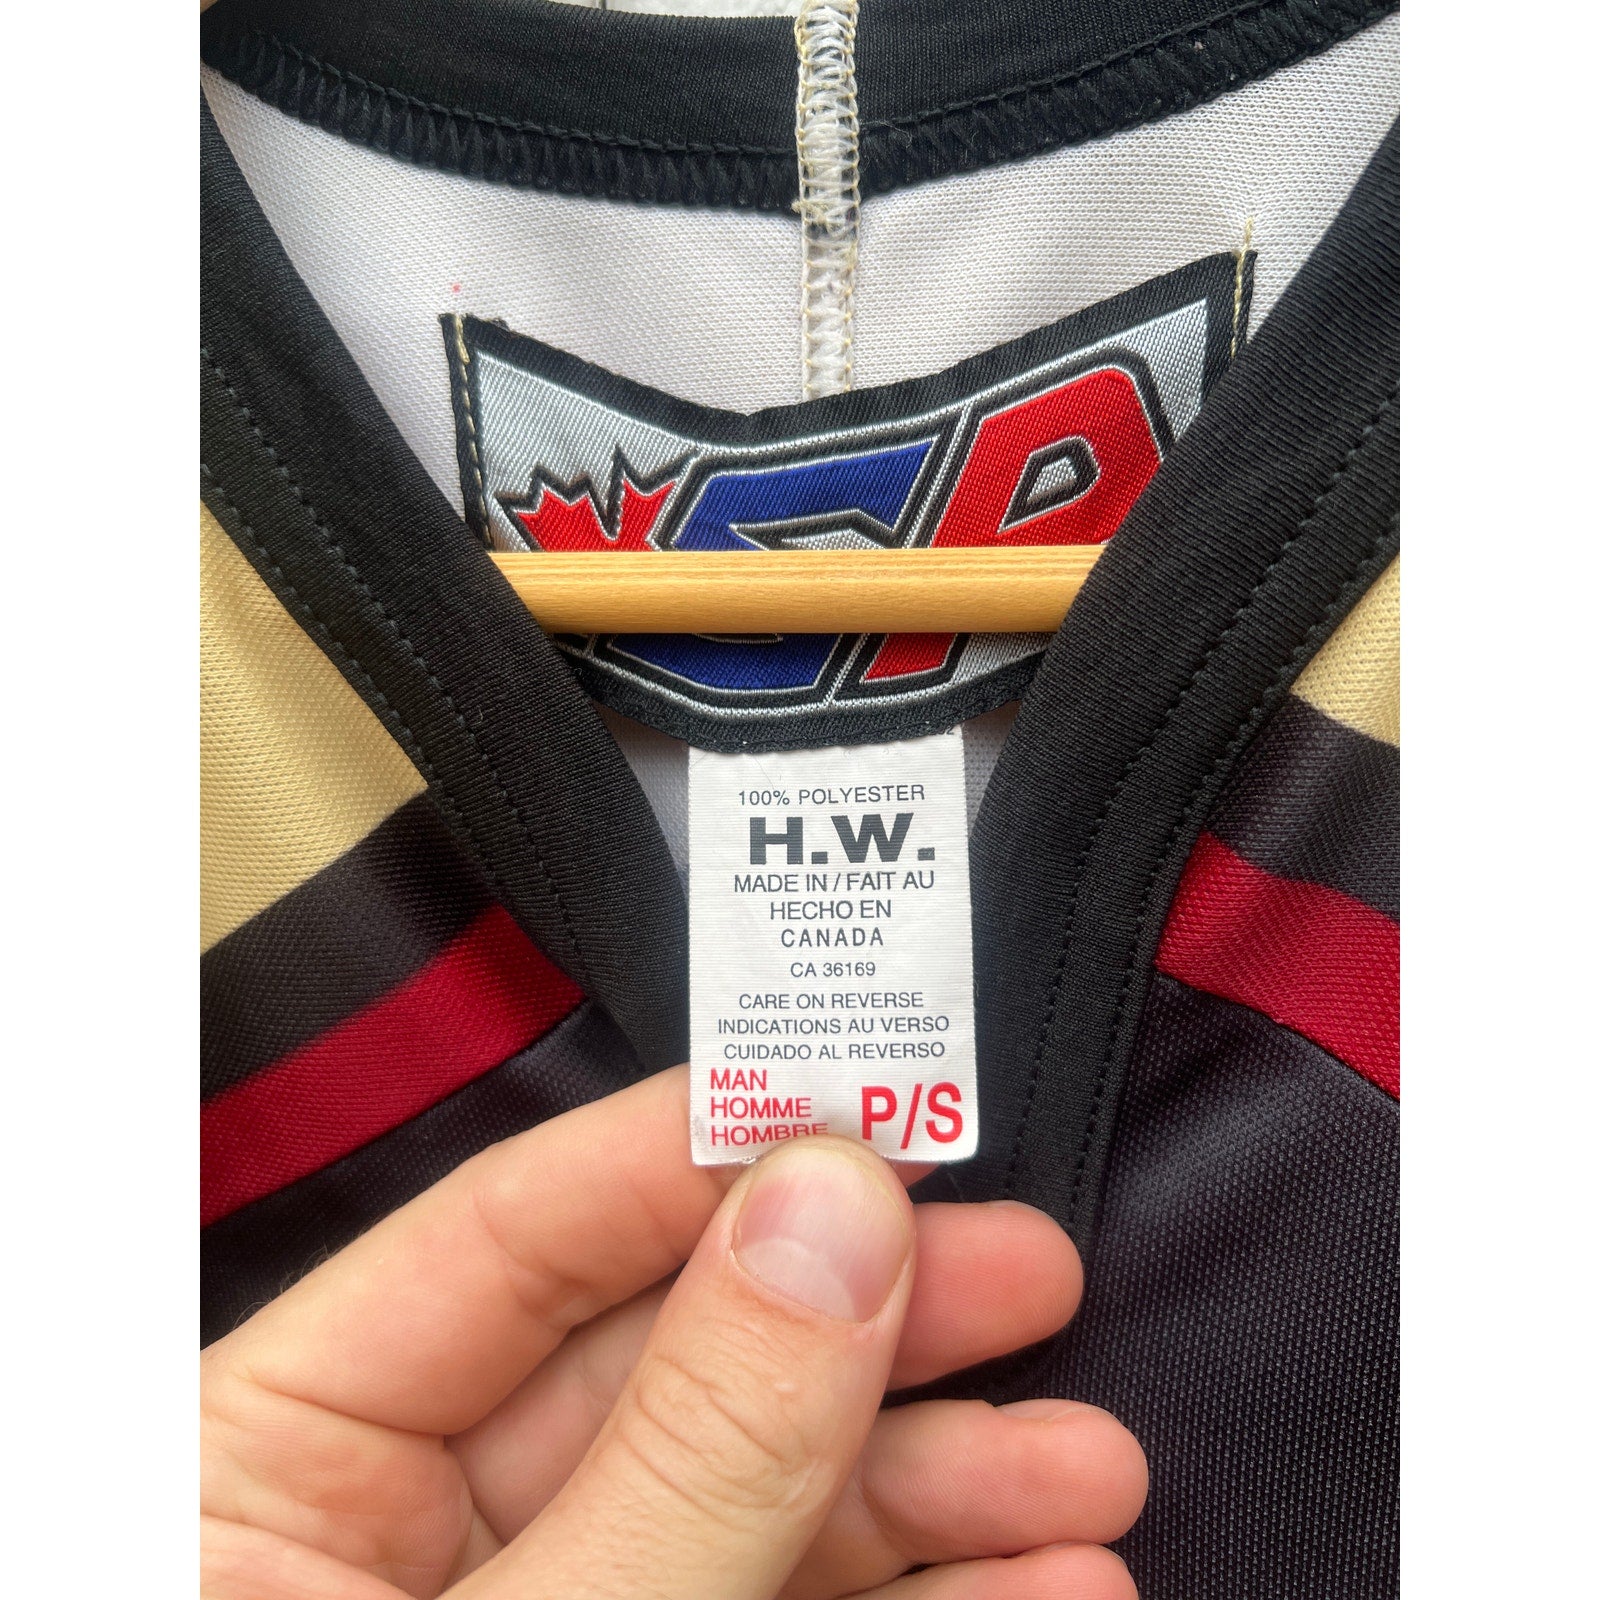 SP
100% POLYESTER
H.W.
MADE IN / FAIT AU
HECHO EN
CANADA
CA 36169
CARE ON REVERSE
INDICATIONS AU VERSO
CUIDADO AL REVERSO
MAN
HOMME
HOMBRE
P/S